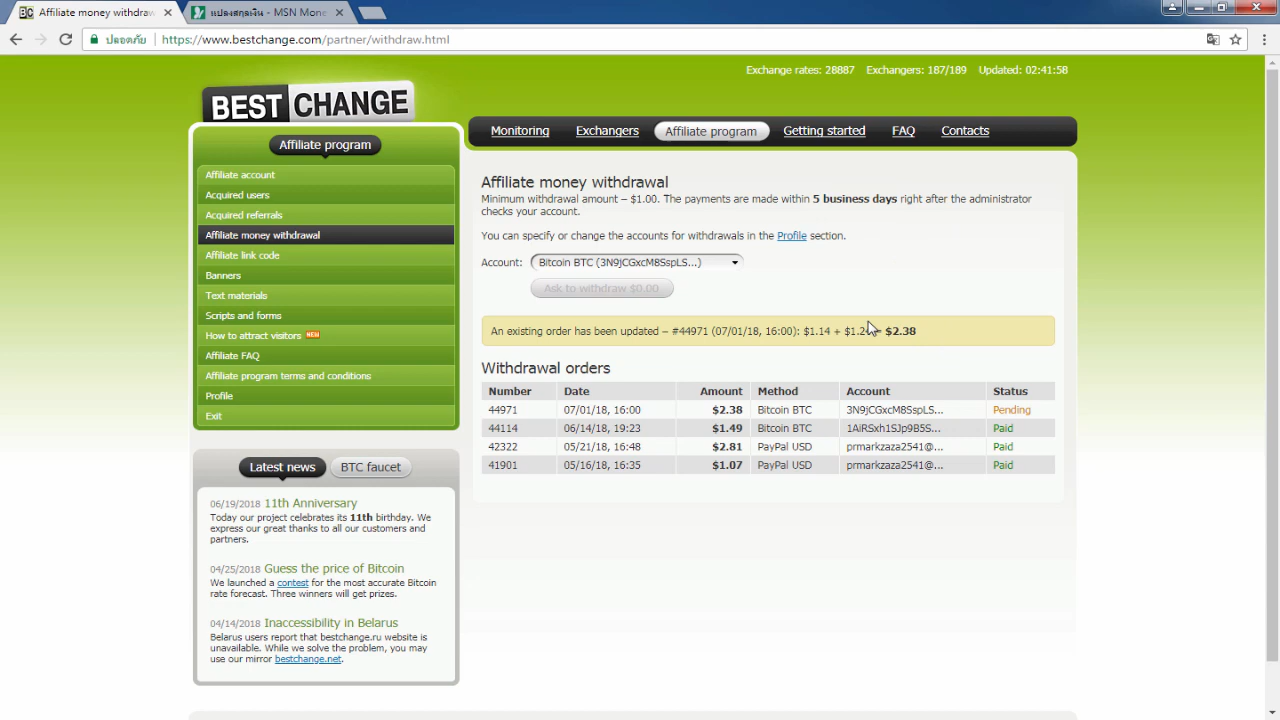 Affiliate money withdraw
แปลงสกุลเงิน - MSN Mone
ปลอดภัย
https://www.bestchange.com/partner/withdraw.html
Exchange rates: 28887 Exchangers: 187/189 Updated: 02:41:58
BESTCHANGE
Monitoring Exchangers Affiliate program Getting started FAQ Contacts
Affiliate program
Affiliate account
Acquired users
Acquired referrals
Affiliate money withdrawal
Affiliate link code
Banners
Text materials
Scripts and forms
How to attract visitors NEW
Affiliate FAQ
Affiliate program terms and conditions
Profile
Exit
Latest news BTC faucet
06/19/2018 11th Anniversary
Today our project celebrates its 11th birthday. We
express our great thanks to all our customers and
partners.
04/25/2018 Guess the price of Bitcoin
We launched a contest for the most accurate Bitcoin
rate forecast. Three winners will get prizes.
04/14/2018 Inaccessibility in Belarus
Belarus users report that bestchange.ru website is
unavailable. While we solve the problem, you may
use our mirror bestchange.net.
Affiliate money withdrawal
Minimum withdrawal amount – $1.00. The payments are made within 5 business days right after the administrator
checks your account.
You can specify or change the accounts for withdrawals in the Profile section.
Account: Bitcoin BTC (3N9JCGxcM8SspLS...)
Ask to withdraw $0.00
An existing order has been updated – #44971 (07/01/18, 16:00): $1.14 + $2.38
Withdrawal orders
Number Date Amount Method Account Status
44971 07/01/18, 16:00 $2.38 Bitcoin BTC 3N9JCGxcM8SspLS... Pending
44114 06/14/18, 19:23 $1.49 Bitcoin BTC 1AiRSxh1SJp9B5S... Paid
42322 05/21/18, 16:48 $2.81 PayPal USD prmarkzaza2541@... Paid
41901 05/16/18, 16:35 $1.07 PayPal USD prmarkzaza2541@... Paid